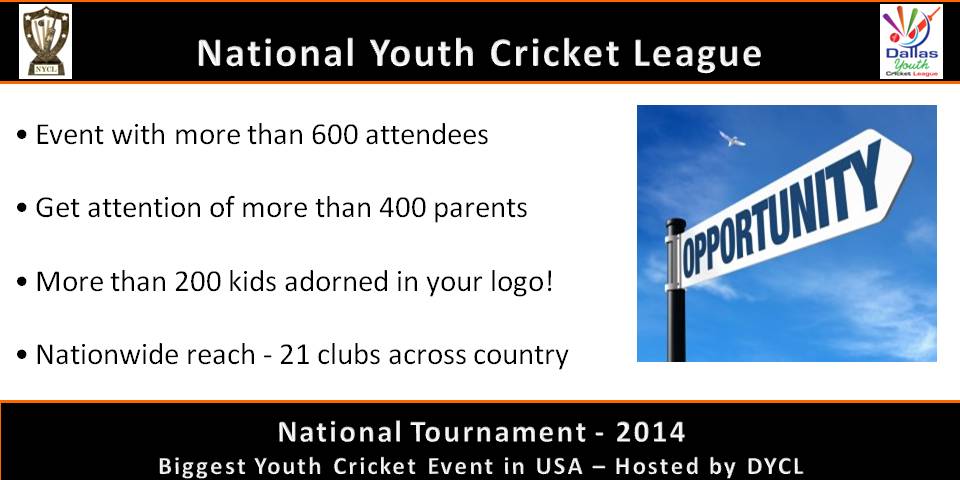 NYCL
National Youth Cricket League
Dallas
Youth
Cricket League
• Event with more than 600 attendees
• Get attention of more than 400 parents
• More than 200 kids adorned in your logo!
• Nationwide reach - 21 clubs across country
OPPORTUNITY
National Tournament - 2014
Biggest Youth Cricket Event in USA – Hosted by DYCL